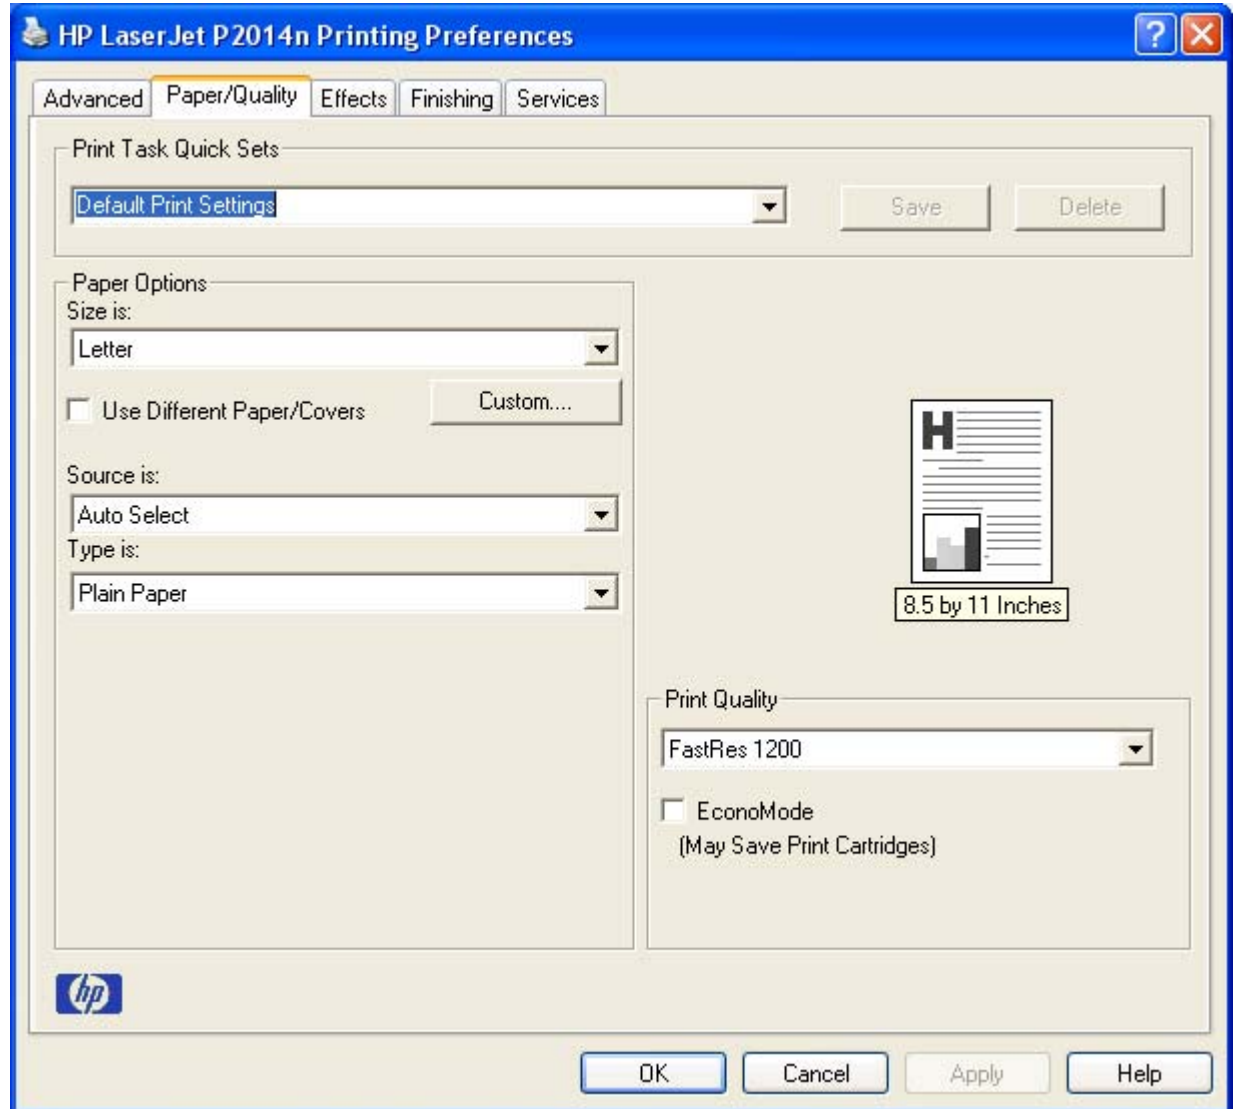 HP LaserJet P2014n Printing Preferences
Advanced Paper/Quality Effects Finishing Services
Print Task Quick Sets
Default Print Settings Save Delete
Paper Options
Size is:
Letter
Use Different Paper/Covers Custom....
Source is:
Auto Select
Type is:
Plain Paper
H
8.5 by 11 Inches
Print Quality
FastRes 1200
EconoMode
(May Save Print Cartridges)
hp
OK Cancel Apply Help